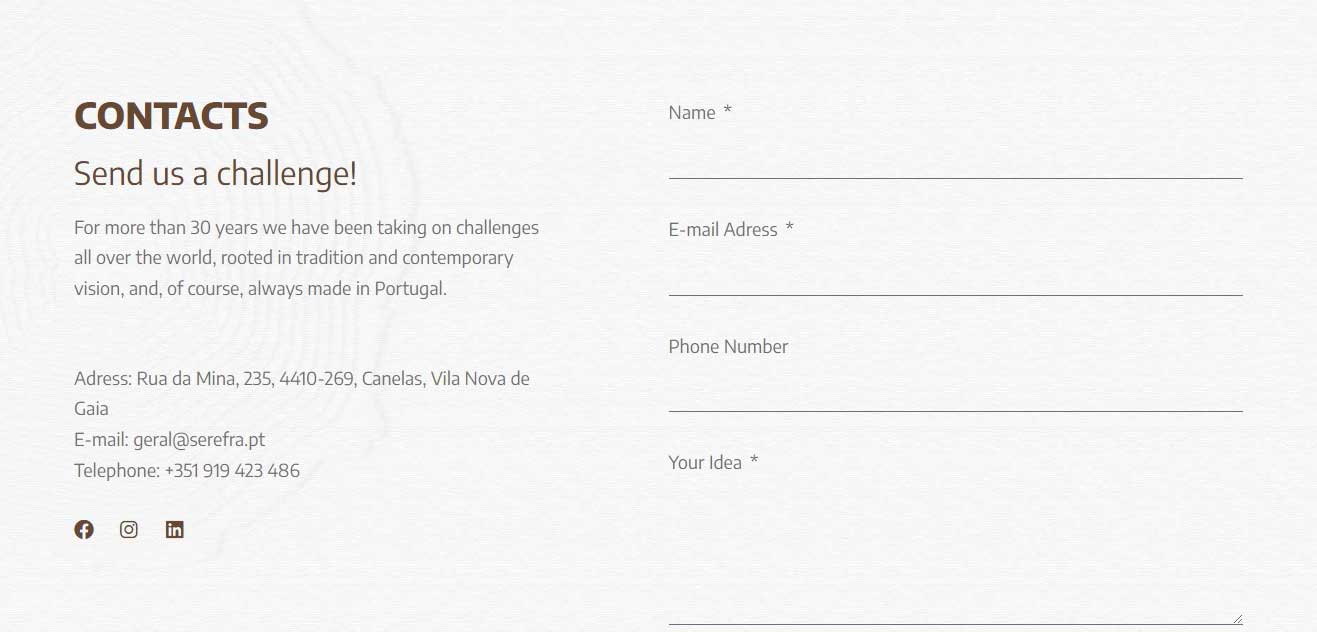 CONTACTS
Send us a challenge!
For more than 30 years we have been taking on challenges
all over the world, rooted in tradition and contemporary
vision, and, of course, always made in Portugal.
Adress: Rua da Mina, 235, 4410-269, Canelas, Vila Nova de
Gaia
E-mail: geral@serefra.pt
Telephone: +351 919 423 486
Name *
E-mail Adress *
Phone Number
Your Idea *